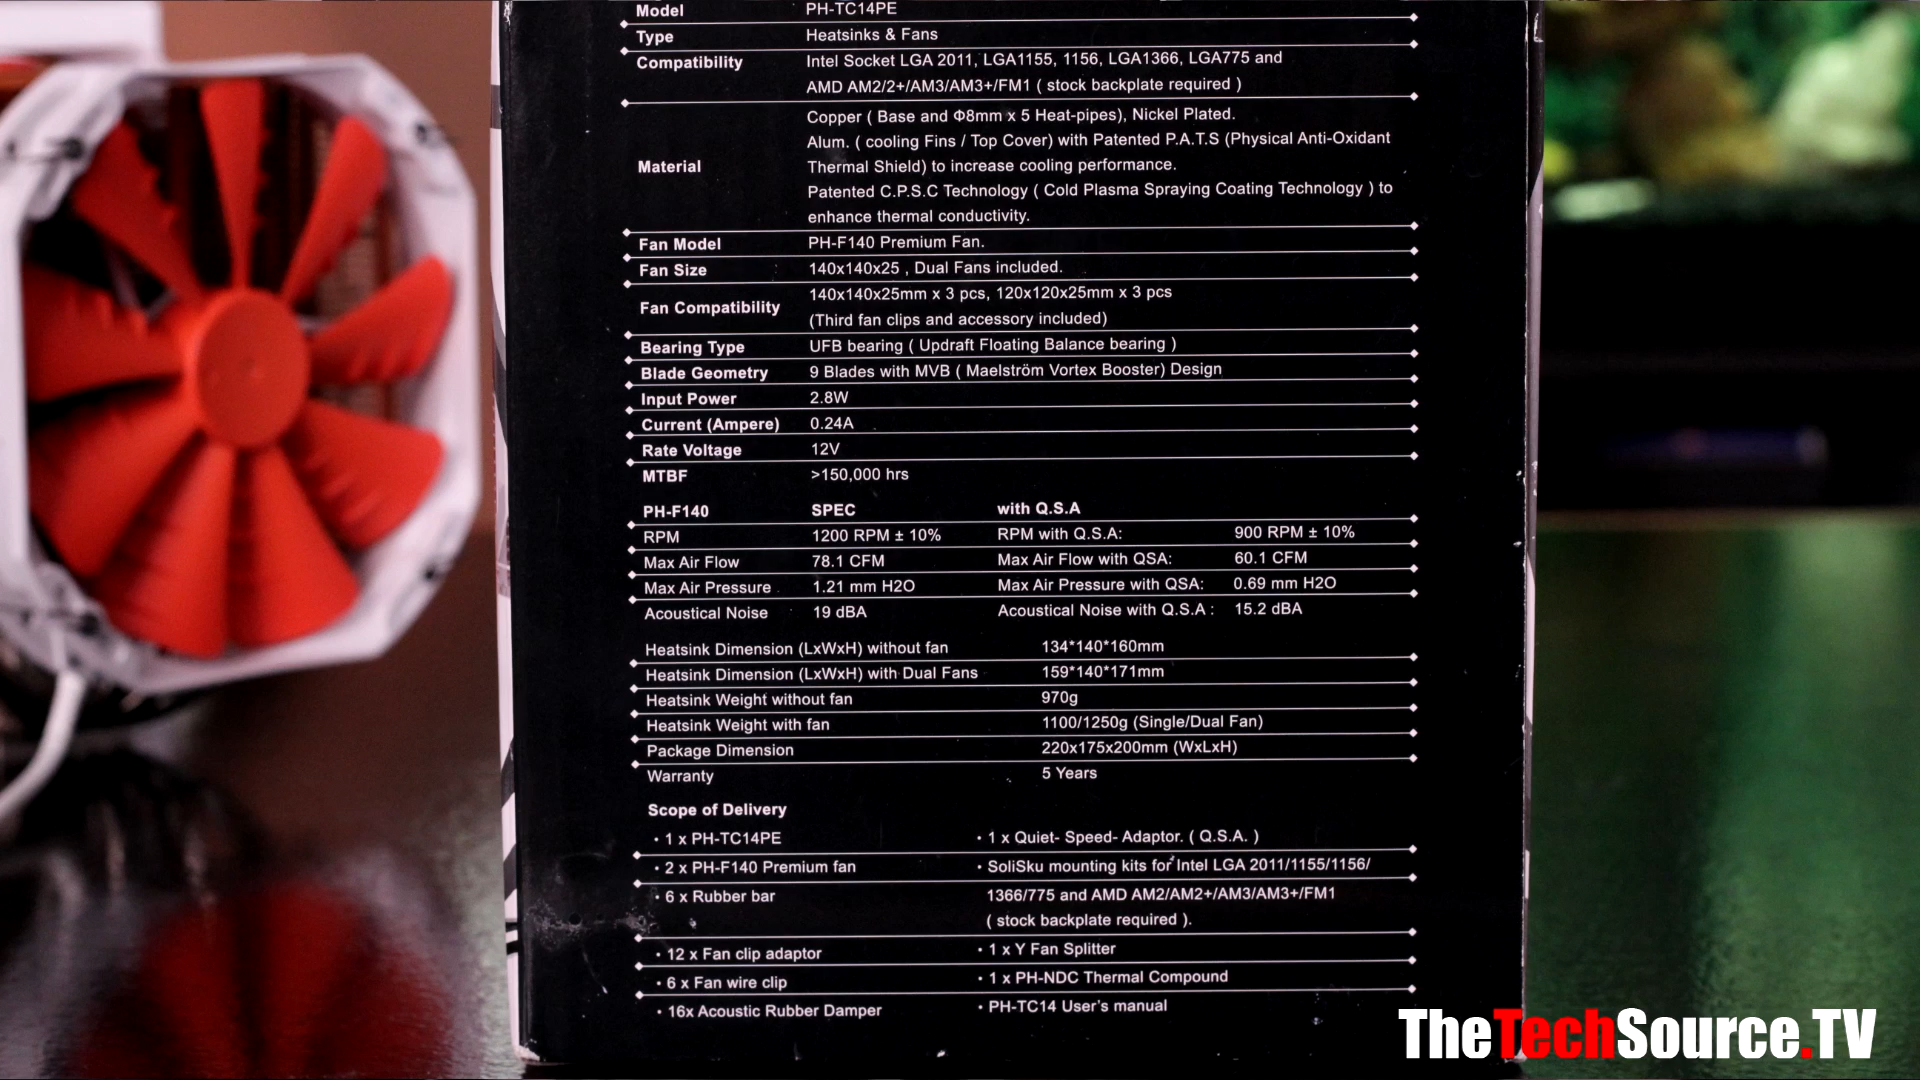 Model PH-TC14PE
Type Heatsinks & Fans
Compatibility Intel Socket LGA 2011, LGA1155, 1156, LGA1366, LGA775 and
AMD AM2/2+/AM3/AM3+/FM1 ( stock backplate required )
Copper ( Base and Φ8mm x 5 Heat-pipes), Nickel Plated.
Alum. ( cooling Fins / Top Cover) with Patented P.A.T.S (Physical Anti-Oxidant
Material Thermal Shield) to increase cooling performance.
Patented C.P.S.C Technology ( Cold Plasma Spraying Coating Technology ) to
enhance thermal conductivity.
Fan Model PH-F140 Premium Fan.
Fan Size 140x140x25 , Dual Fans included.
Fan Compatibility 140x140x25mm x 3 pcs, 120x120x25mm x 3 pcs
(Third fan clips and accessory included)
Bearing Type UFB bearing ( Updraft Floating Balance bearing )
Blade Geometry 9 Blades with MVB ( Maelström Vortex Booster) Design
Input Power 2.8W
Current (Ampere) 0.24A
Rate Voltage 12V
MTBF >150,000 hrs
PH-F140 SPEC with Q.S.A
RPM 1200 RPM ± 10% RPM with Q.S.A: 900 RPM ± 10%
Max Air Flow 78.1 CFM Max Air Flow with QSA: 60.1 CFM
Max Air Pressure 1.21 mm H2O Max Air Pressure with QSA: 0.69 mm H2O
Acoustical Noise 19 dBA Acoustical Noise with Q.S.A : 15.2 dBA
Heatsink Dimension (LxWxH) without fan 134*140*160mm
Heatsink Dimension (LxWxH) with Dual Fans 159*140*171mm
Heatsink Weight without fan 970g
Heatsink Weight with fan 1100/1250g (Single/Dual Fan)
Package Dimension 220x175x200mm (WxLxH)
Warranty 5 Years
Scope of Delivery
· 1 x PH-TC14PE · 1 x Quiet- Speed- Adaptor. ( Q.S.A. )
· 2 x PH-F140 Premium fan · SoliSku mounting kits for Intel LGA 2011/1155/1156/
· 6 x Rubber bar 1366/775 and AMD AM2/AM2+/AM3/AM3+/FM1
( stock backplate required ).
· 12 x Fan clip adaptor · 1 x Y Fan Splitter
· 6 x Fan wire clip · 1 x PH-NDC Thermal Compound
· 16x Acoustic Rubber Damper · PH-TC14 User's manual
TheTechSource.TV